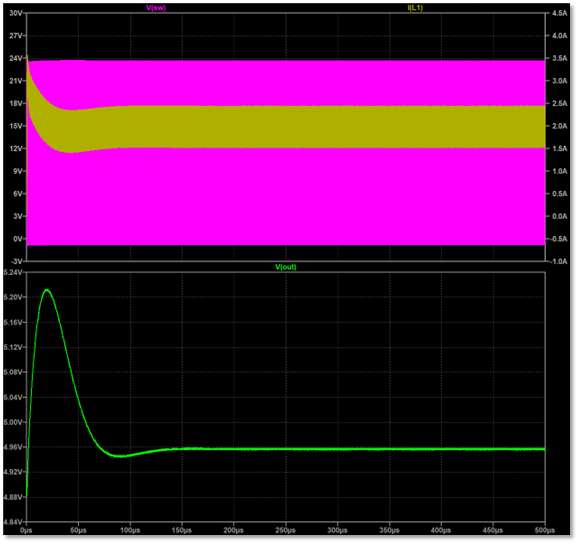 V(sw) I(L1)
30V 4.5A
27V 4.0A
24V 3.5A
21V 3.0A
18V 2.5A
15V 2.0A
12V 1.5A
9V 1.0A
6V 0.5A
3V 0.0A
0V -0.5A
-3V -1.0A
V(out)
5.24V
5.20V
5.16V
5.12V
5.08V
5.04V
5.00V
4.96V
4.92V
4.88V
4.84V
0µs 50µs 100µs 150µs 200µs 250µs 300µs 350µs 400µs 450µs 500µs